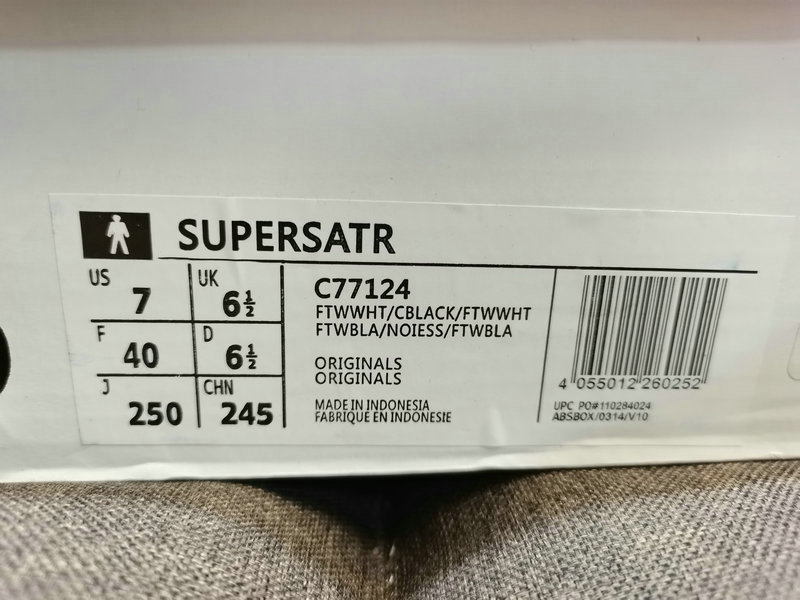 SUPERSATR
US 7 UK 6½
F 40 D 6½
J 250 CHN 245
C77124
FTWWHT/CBLACK/FTWWHT
FTWBLA/NOIESS/FTWBLA
ORIGINALS
ORIGINALS
MADE IN INDONESIA
FABRIQUE EN INDONESIE
4 055012 260252
UPC PO#110284024
ABSBOX/0314/V10